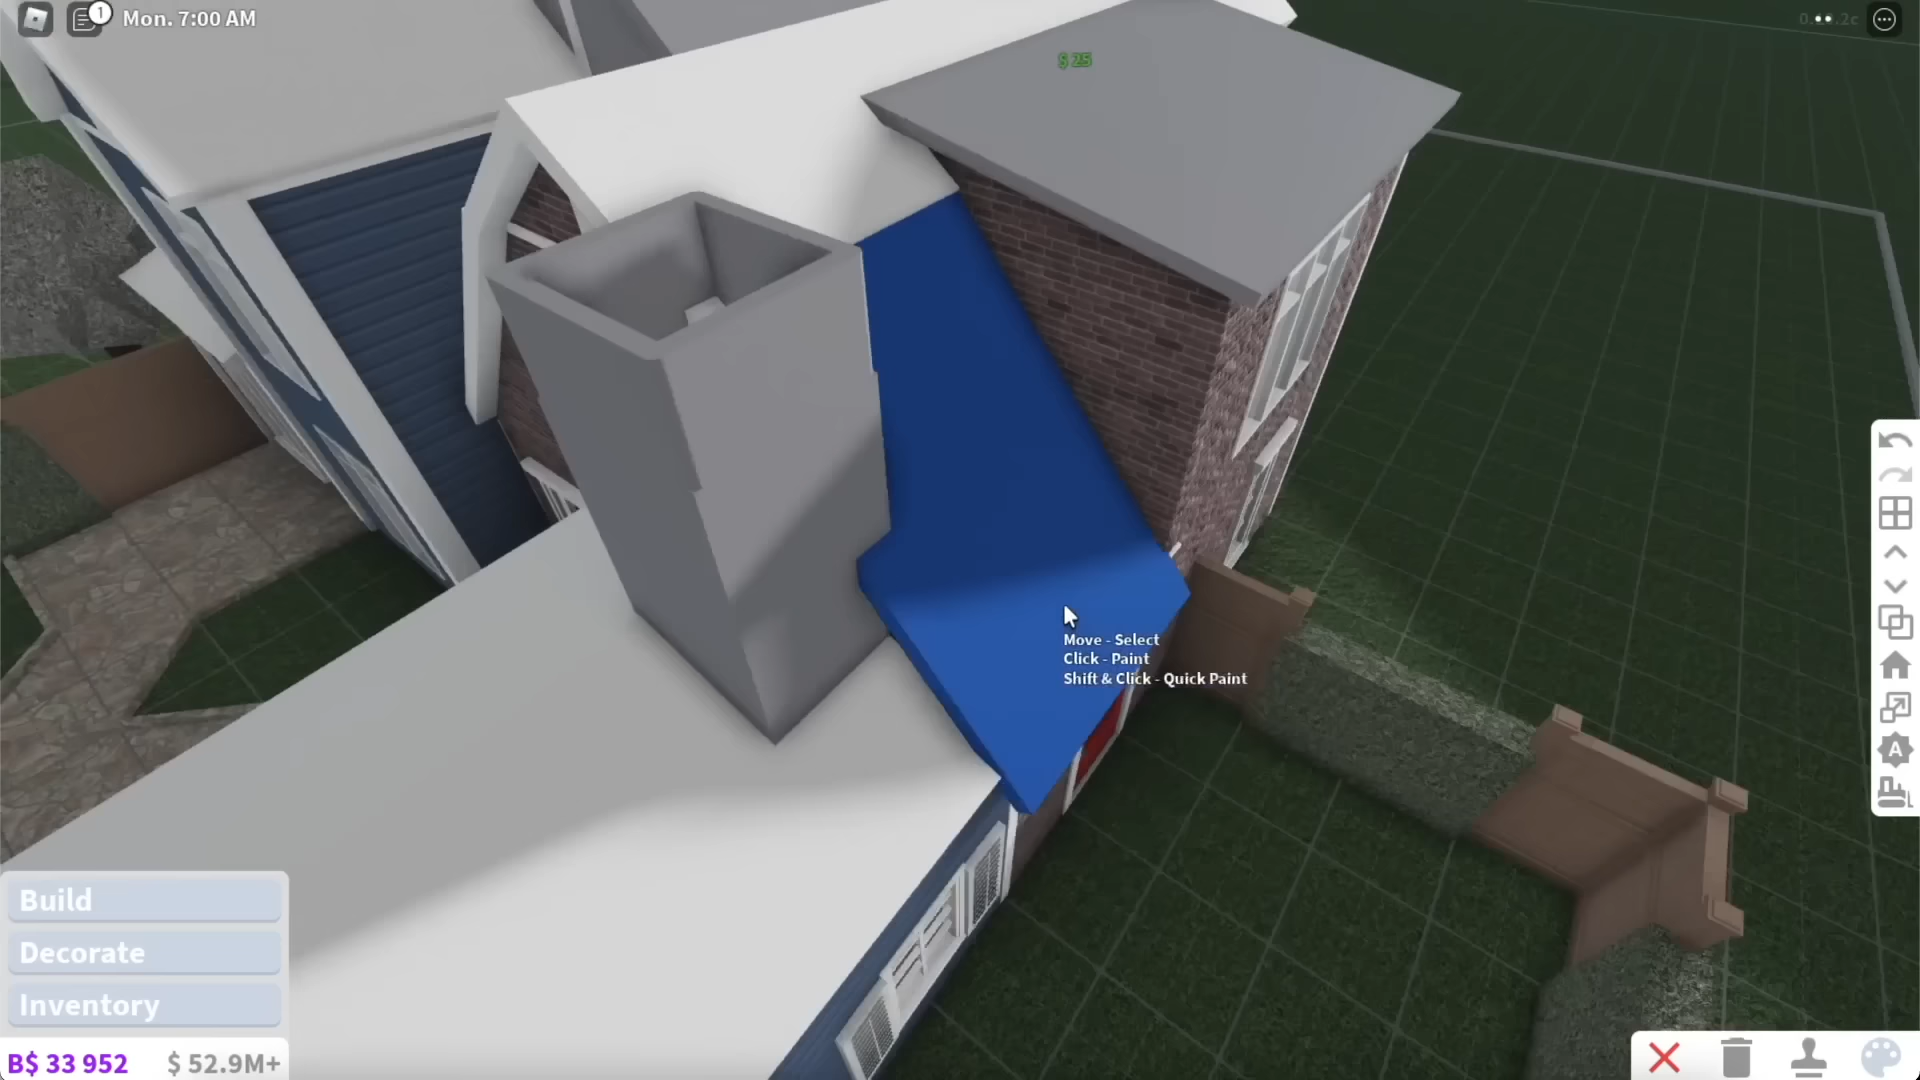 1
Mon. 7:00 AM
$ 25
Move - Select
Click - Paint
Shift & Click - Quick Paint
A
Build
Decorate
Inventory
B$ 33 952
$ 52.9M+